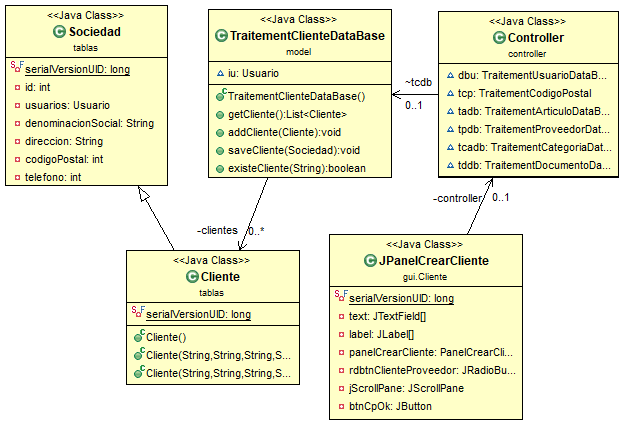 <<Java Class>>
Sociedad
tablas
serialVersionUID: long
id: int
usuarios: Usuario
denominacionSocial: String
direccion: String
codigoPostal: int
telefono: int
<<Java Class>>
TraitementClienteDataBase
model
iu: Usuario
TraitementClienteDataBase()
getCliente():List<Cliente>
addCliente(Cliente):void
saveCliente(Sociedad):void
existeCliente(String):boolean
~tcdb
0..1
<<Java Class>>
Controller
controller
dbu: TraitementUsuarioDataB...
tcp: TraitementCodigoPostal
tadb: TraitementArticuloDataB...
tpdb: TraitementProveedorDat...
tcadb: TraitementCategoriaDat...
tddb: TraitementDocumentoDa...
-clientes
0..*
-controller
0..1
<<Java Class>>
Cliente
tablas
serialVersionUID: long
Cliente()
Cliente(String,String,String,S...
Cliente(String,String,String,S...
<<Java Class>>
JPanelCrearCliente
gui.Cliente
serialVersionUID: long
text: JTextField[]
label: JLabel[]
panelCrearCliente: PanelCrearCli...
rdbtnClienteProveedor: JRadioBu...
jScrollPane: JScrollPane
btnCpOk: JButton